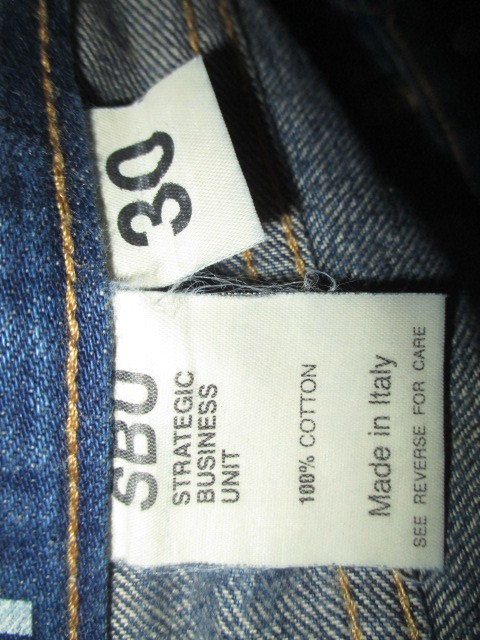 30
SBU
STRATEGIC
BUSINESS
UNIT
100% COTTON
Made in Italy
SEE REVERSE FOR CARE